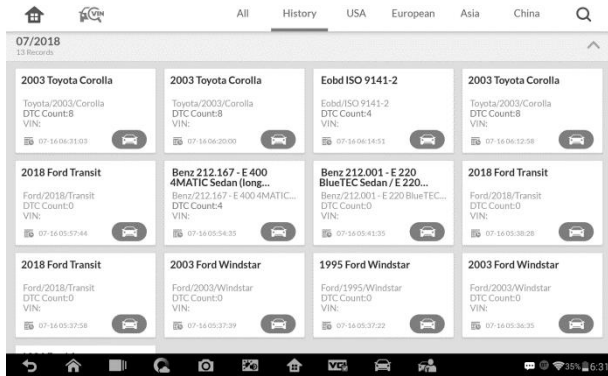 VIN
All History USA European Asia China
07/2018
13 Records
2003 Toyota Corolla
Toyota/2003/Corolla
DTC Count:8
VIN:
07-16 06:31:03
2003 Toyota Corolla
Toyota/2003/Corolla
DTC Count:8
VIN:
07-16 06:20:00
Eobd ISO 9141-2
Eobd/ISO 9141-2
DTC Count:4
VIN:
07-16 06:14:51
2003 Toyota Corolla
Toyota/2003/Corolla
DTC Count:8
VIN:
07-16 06:12:58
2018 Ford Transit
Ford/2018/Transit
DTC Count:0
VIN:
07-16 05:57:44
Benz 212.167 - E 400
4MATIC Sedan (long...
Benz/212.167 - E 400 4MATIC...
DTC Count:4
VIN:
07-16 05:54:35
Benz 212.001 - E 220
BlueTEC Sedan / E 220...
Benz/212.001 - E 220 BlueTEC...
DTC Count:0
VIN:
07-16 05:41:35
2018 Ford Transit
Ford/2018/Transit
DTC Count:0
VIN:
07-16 05:38:28
2018 Ford Transit
Ford/2018/Transit
DTC Count:0
VIN:
07-16 05:37:58
2003 Ford Windstar
Ford/2003/Windstar
DTC Count:0
VIN:
07-16 05:37:39
1995 Ford Windstar
Ford/1995/Windstar
DTC Count:0
VIN:
07-16 05:37:22
2003 Ford Windstar
Ford/2003/Windstar
DTC Count:0
VIN:
07-16 05:36:35
35% 6:31